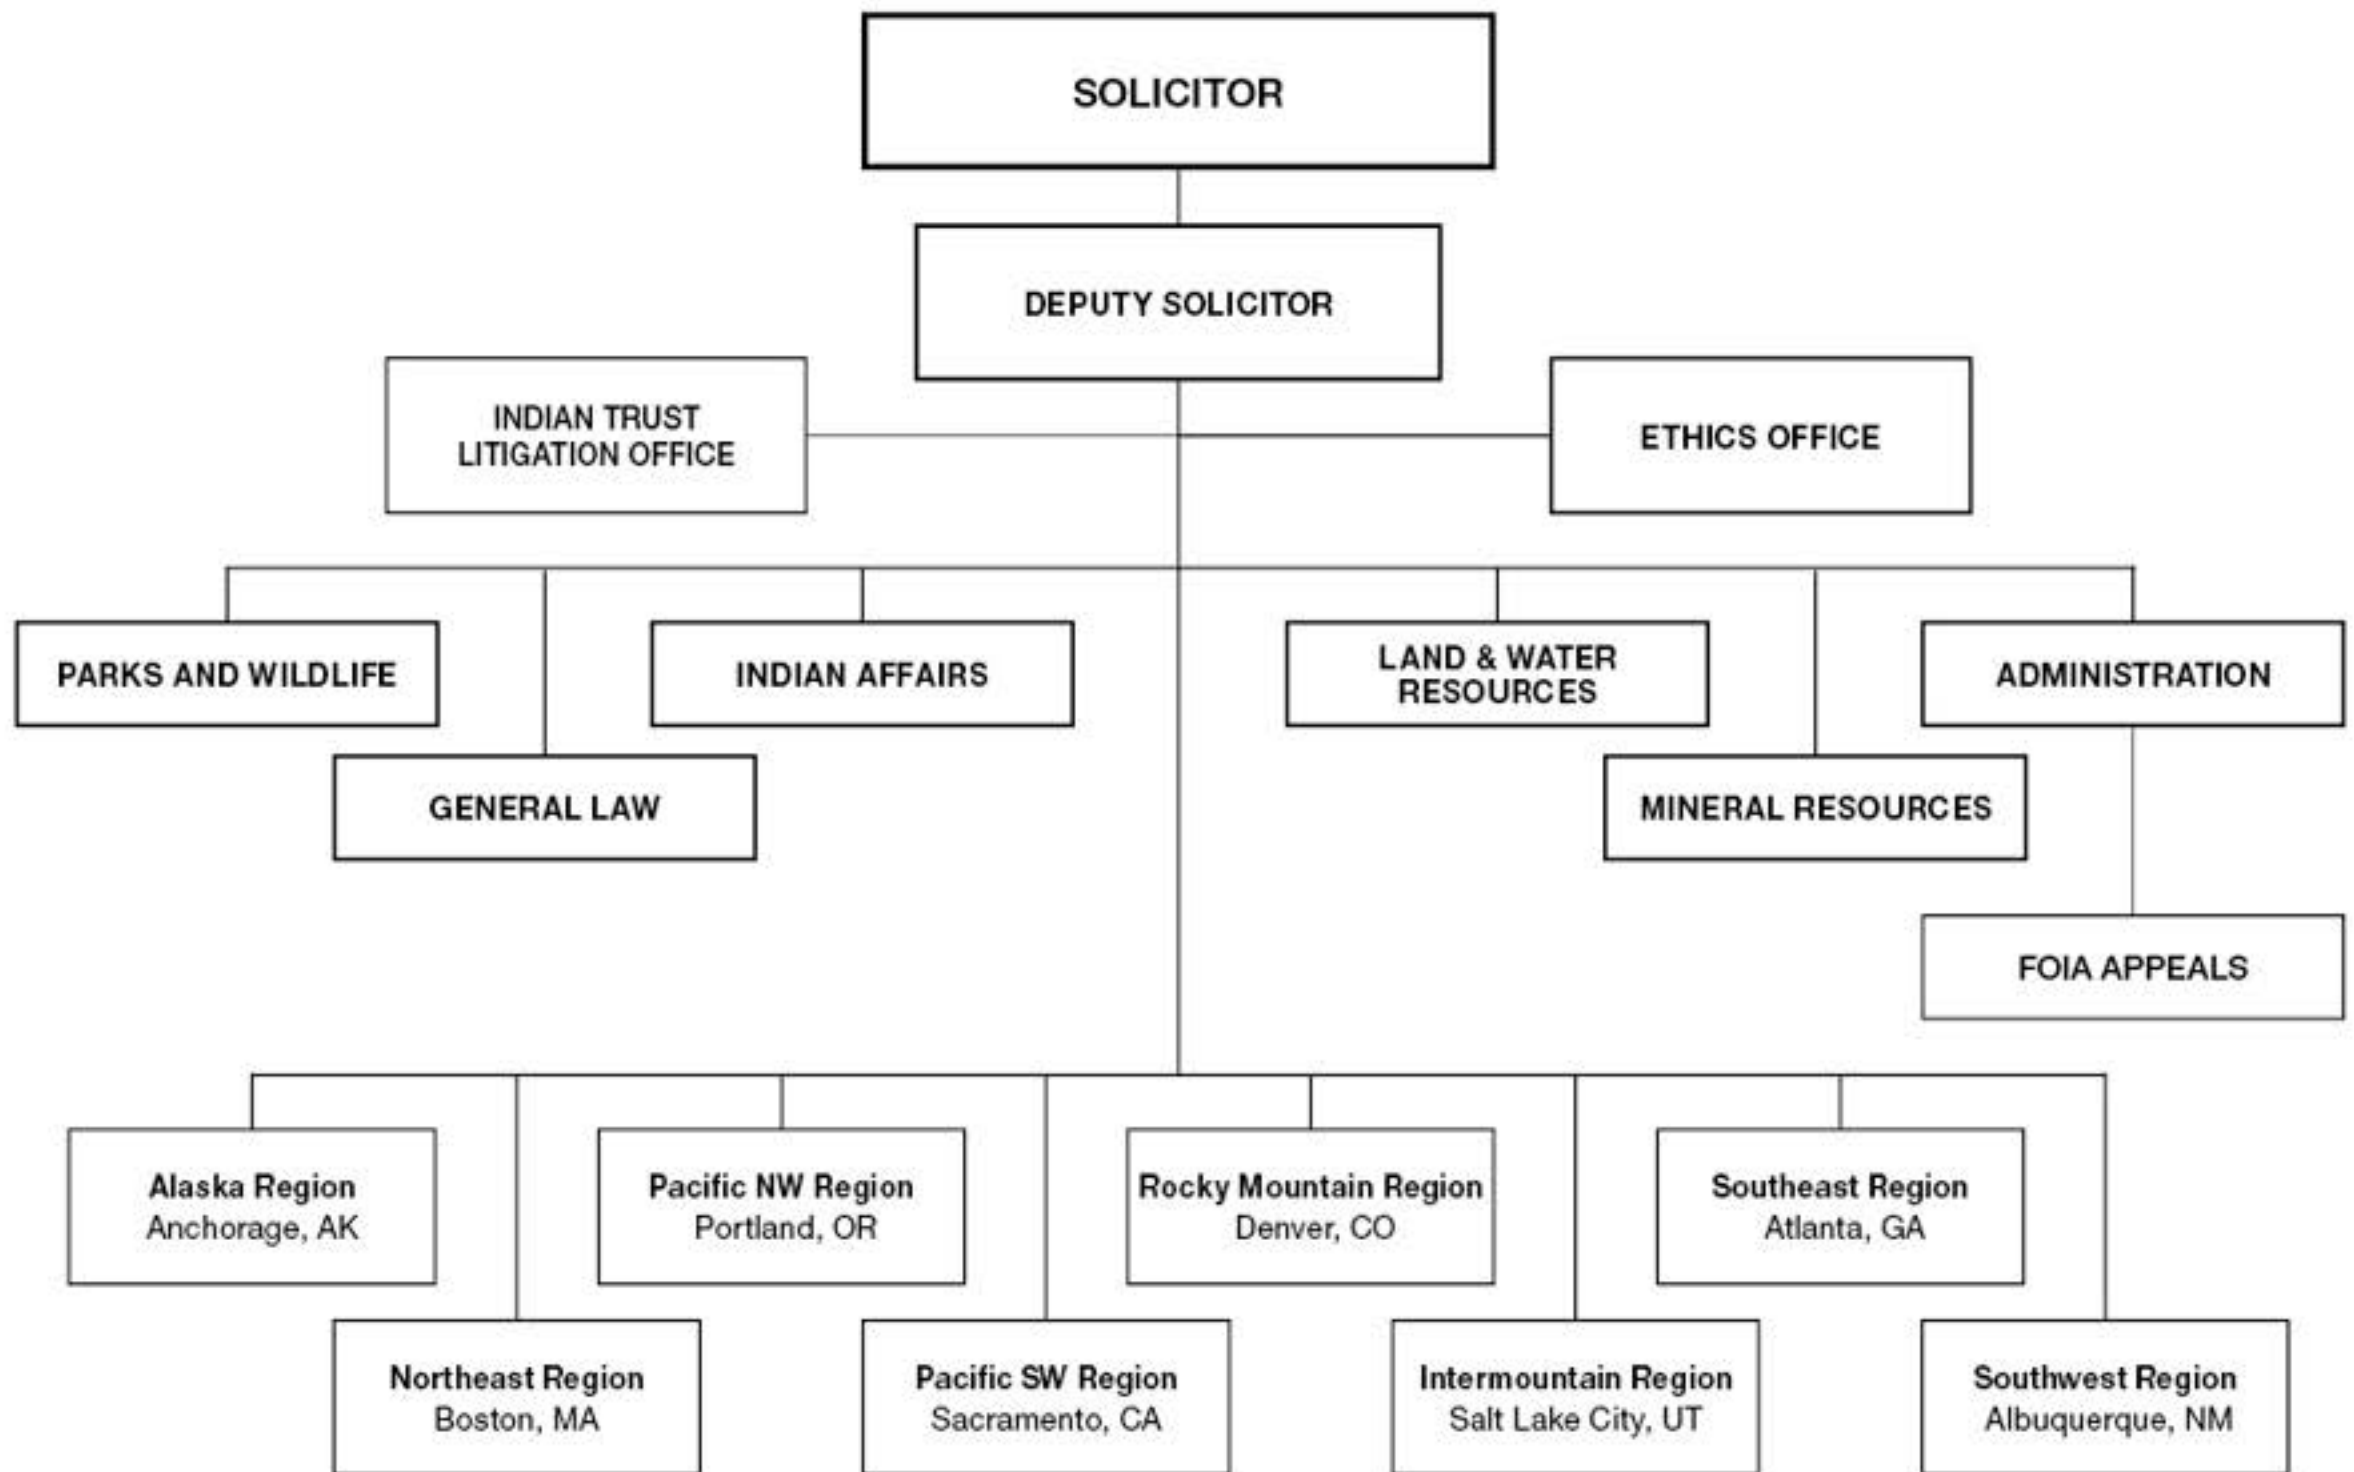 SOLICITOR
DEPUTY SOLICITOR
INDIAN TRUST
LITIGATION OFFICE
ETHICS OFFICE
PARKS AND WILDLIFE
INDIAN AFFAIRS
LAND & WATER
RESOURCES
ADMINISTRATION
GENERAL LAW
MINERAL RESOURCES
FOIA APPEALS
Alaska Region
Anchorage, AK
Pacific NW Region
Portland, OR
Rocky Mountain Region
Denver, CO
Southeast Region
Atlanta, GA
Northeast Region
Boston, MA
Pacific SW Region
Sacramento, CA
Intermountain Region
Salt Lake City, UT
Southwest Region
Albuquerque, NM